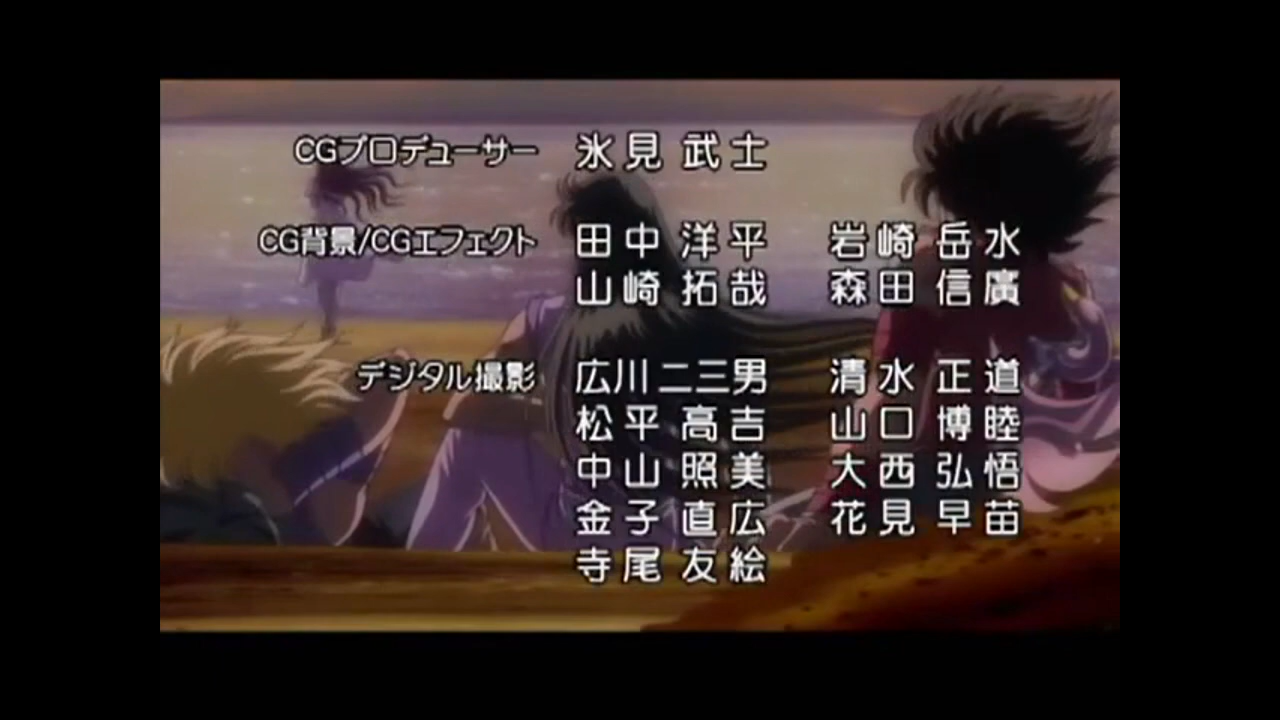 CGプロデューサー 氷見 武士
CG背景/CGエフェクト 田中 洋平 岩崎 岳水
山崎 拓哉 森田 信廣
デジタル撮影 広川二三男 清水 正道
松平 高吉 山口 博睦
中山 照美 大西 弘悟
金子 直広 花見 早苗
寺尾 友絵